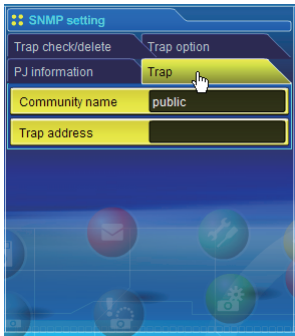 SNMP setting
Trap check/delete Trap option
PJ information Trap
Community name public
Trap address